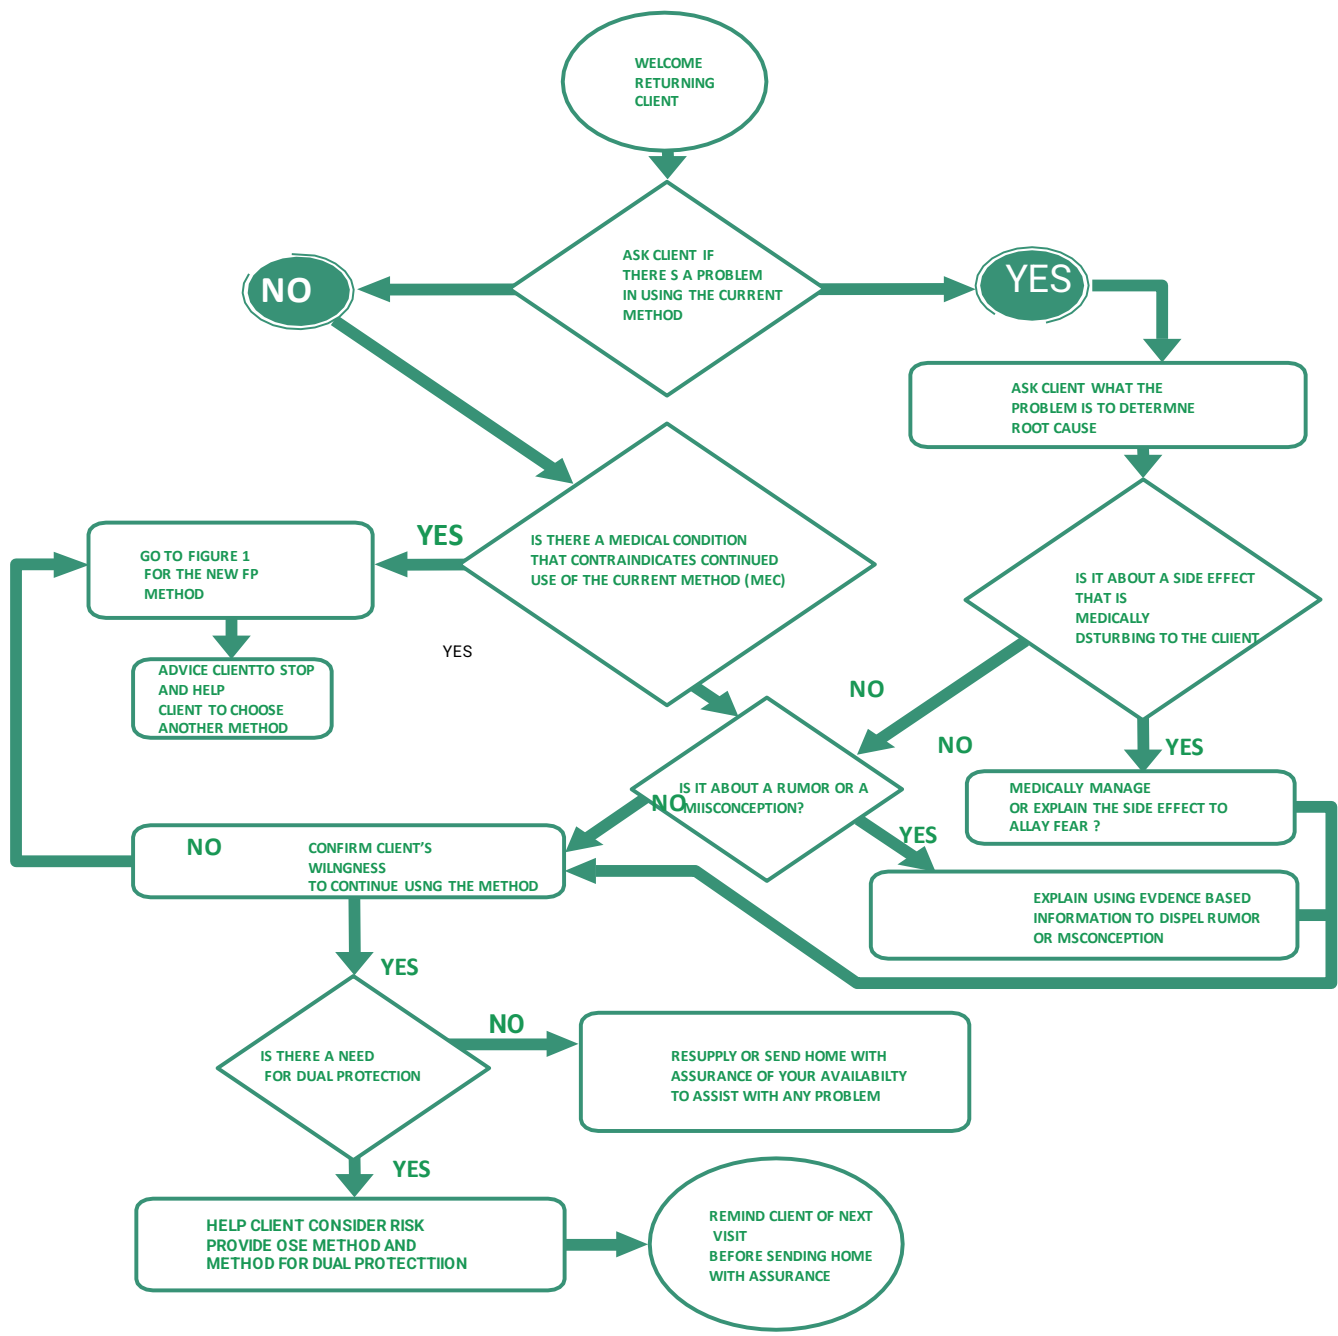 WELCOME
RETURNING
CLIENT
ASK CLIENT IF
THERE S A PROBLEM
IN USING THE CURRENT
METHOD
NO
YES
ASK CLIENT WHAT THE
PROBLEM IS TO DETERMNE
ROOT CAUSE
YES
IS THERE A MEDICAL CONDITION
THAT CONTRAINDICATES CONTINUED
USE OF THE CURRENT METHOD (MEC)
GO TO FIGURE 1
FOR THE NEW FP
METHOD
IS IT ABOUT A SIDE EFFECT
THAT IS
MEDICALLY
DSTURBING TO THE CLIIENT
YES
ADVICE CLIENTTO STOP
AND HELP
CLIENT TO CHOOSE
ANOTHER METHOD
NO
NO
YES
IS IT ABOUT A RUMOR OR A
MIISCONCEPTION?
NO
MEDICALLY MANAGE
OR EXPLAIN THE SIDE EFFECT TO
ALLAY FEAR ?
YES
NO
CONFIRM CLIENT'S
WILNGNESS
TO CONTINUE USNG THE METHOD
EXPLAIN USING EVDENCE BASED
INFORMATION TO DISPEL RUMOR
OR MSCONCEPTION
YES
NO
IS THERE A NEED
FOR DUAL PROTECTION
RESUPPLY OR SEND HOME WITH
ASSURANCE OF YOUR AVAILABILTY
TO ASSIST WITH ANY PROBLEM
YES
HELP CLIENT CONSIDER RISK
PROVIDE OSE METHOD AND
METHOD FOR DUAL PROTECTTIION
REMIND CLIENT OF NEXT
VISIT
BEFORE SENDING HOME
WITH ASSURANCE